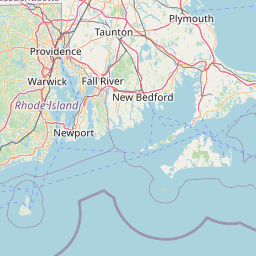 Plymouth
Taunton
Providence
Warwick
Fall River
New Bedford
Rhode Island
Newport